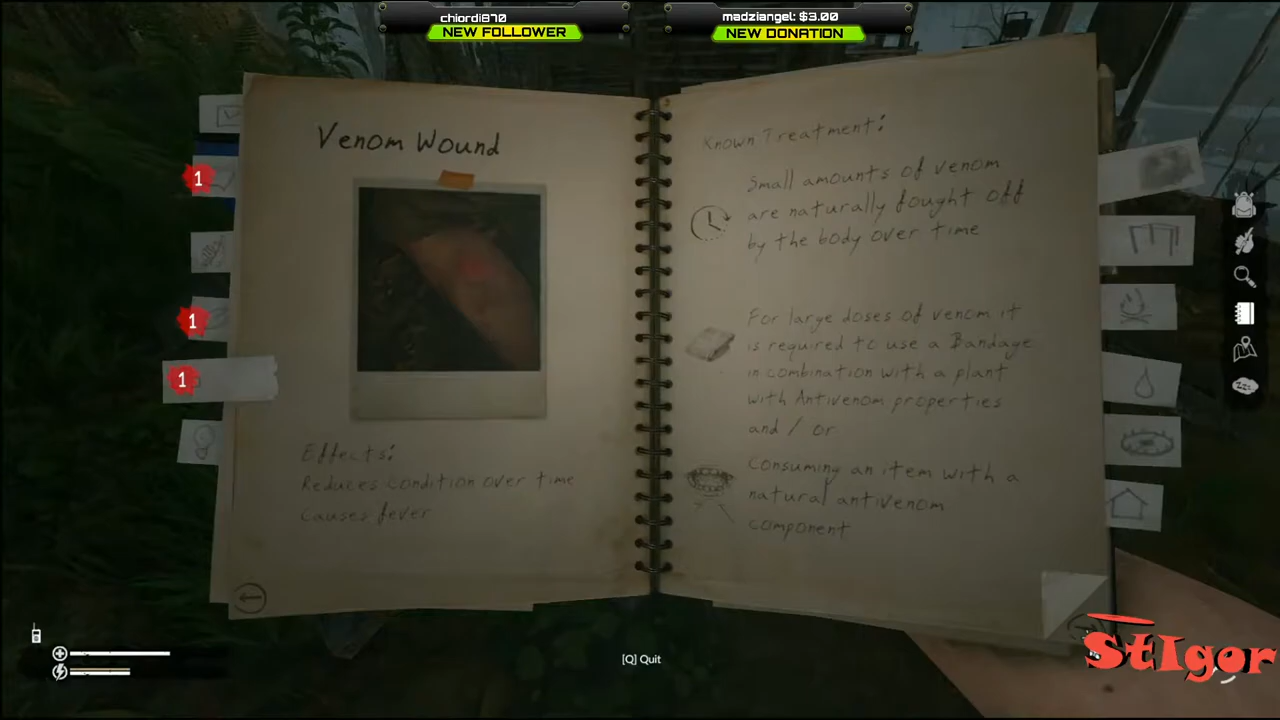 chiordi870
NEW FOLLOWER
madziangel: $3.00
NEW DONATION
Venom Wound
Effects:
Reduces Condition over time
Causes fever
Known Treatment:
Small amounts of venom
are naturally fought off
by the body over time
For large doses of venom it
is required to use a Bandage
in combination with a plant
with Antivenom properties
and / or
Consuming an item with a
natural antivenom
component
1
1
1
[Q] Quit
StIgor